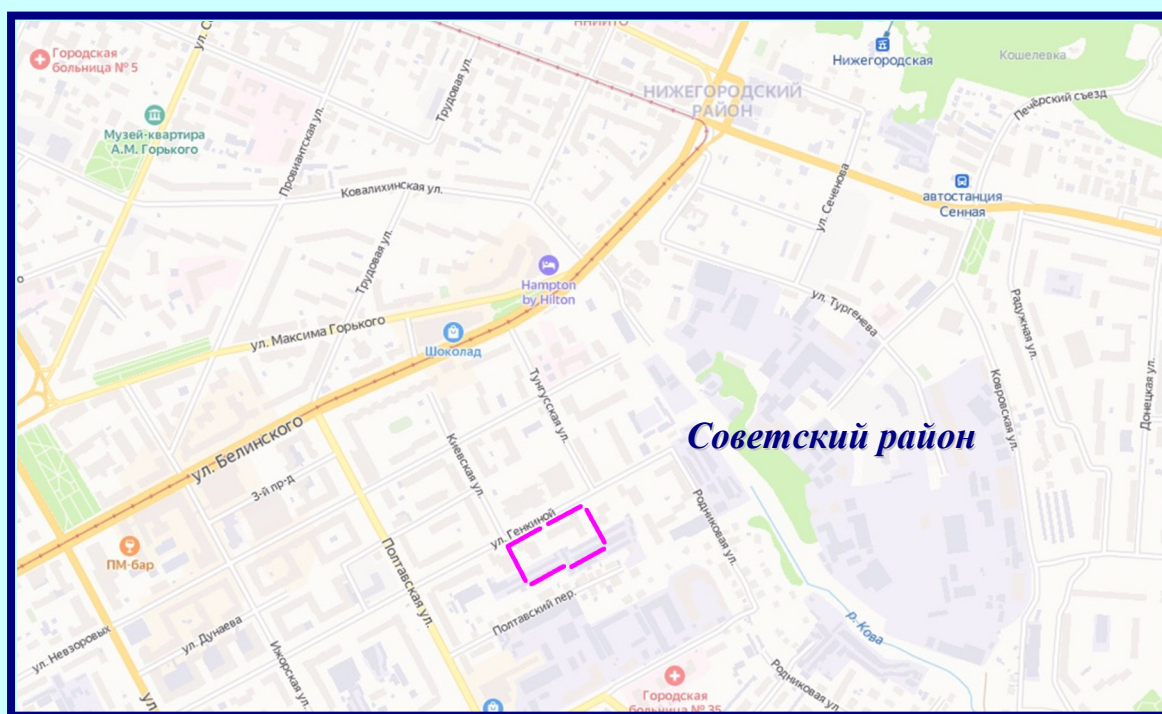 ННИИТО
Городская
больница № 5
Нижегородская
Кошелевка
НИЖЕГОРОДСКИЙ
РАЙОН
Трудовая ул.
Печёрский съезд
Музей-квартира
А.М. Горького
Провиантская ул.
Ковалихинская ул.
ул. Сеченова
автостанция
Сенная
Трудовая ул.
Hampton
by Hilton
ул. Тургенева
Радужная ул.
ул. Максима Горького
Шоколад
Тунгусская ул.
Ковровская ул.
Донецкая ул.
ул. Белинского
Советский район
Киевская ул.
3-й пр-д
Родниковая ул.
ул. Генкиной
ПМ-бар
Полтавская ул.
Полтавский пер.
р. Кова
ул. Невзоровых
ул. Дунаева
Ижорская ул.
Родниковая ул.
Городская
больница № 35
ул.